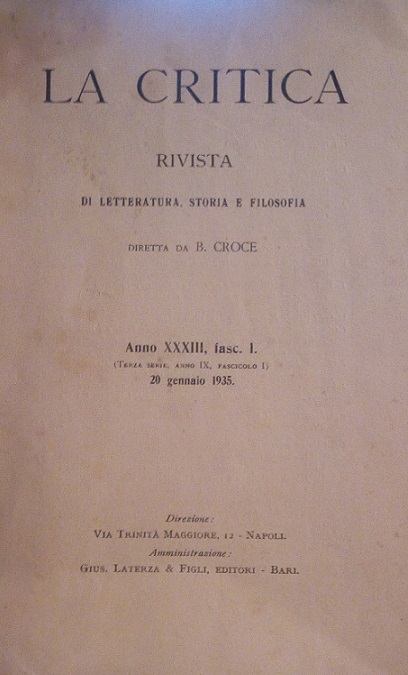 LA CRITICA
RIVISTA
DI LETTERATURA, STORIA E FILOSOFIA
DIRETTA DA B. CROCE
Anno XXXIII, fasc. I.
(TERZA SERIE, ANNO IX, FASCICOLO I)
20 gennaio 1935.
Direzione:
VIA TRINITÀ MAGGIORE, 12 - NAPOLI.
Amministrazione:
GIUS. LATERZA & FIGLI, EDITORI - BARI.